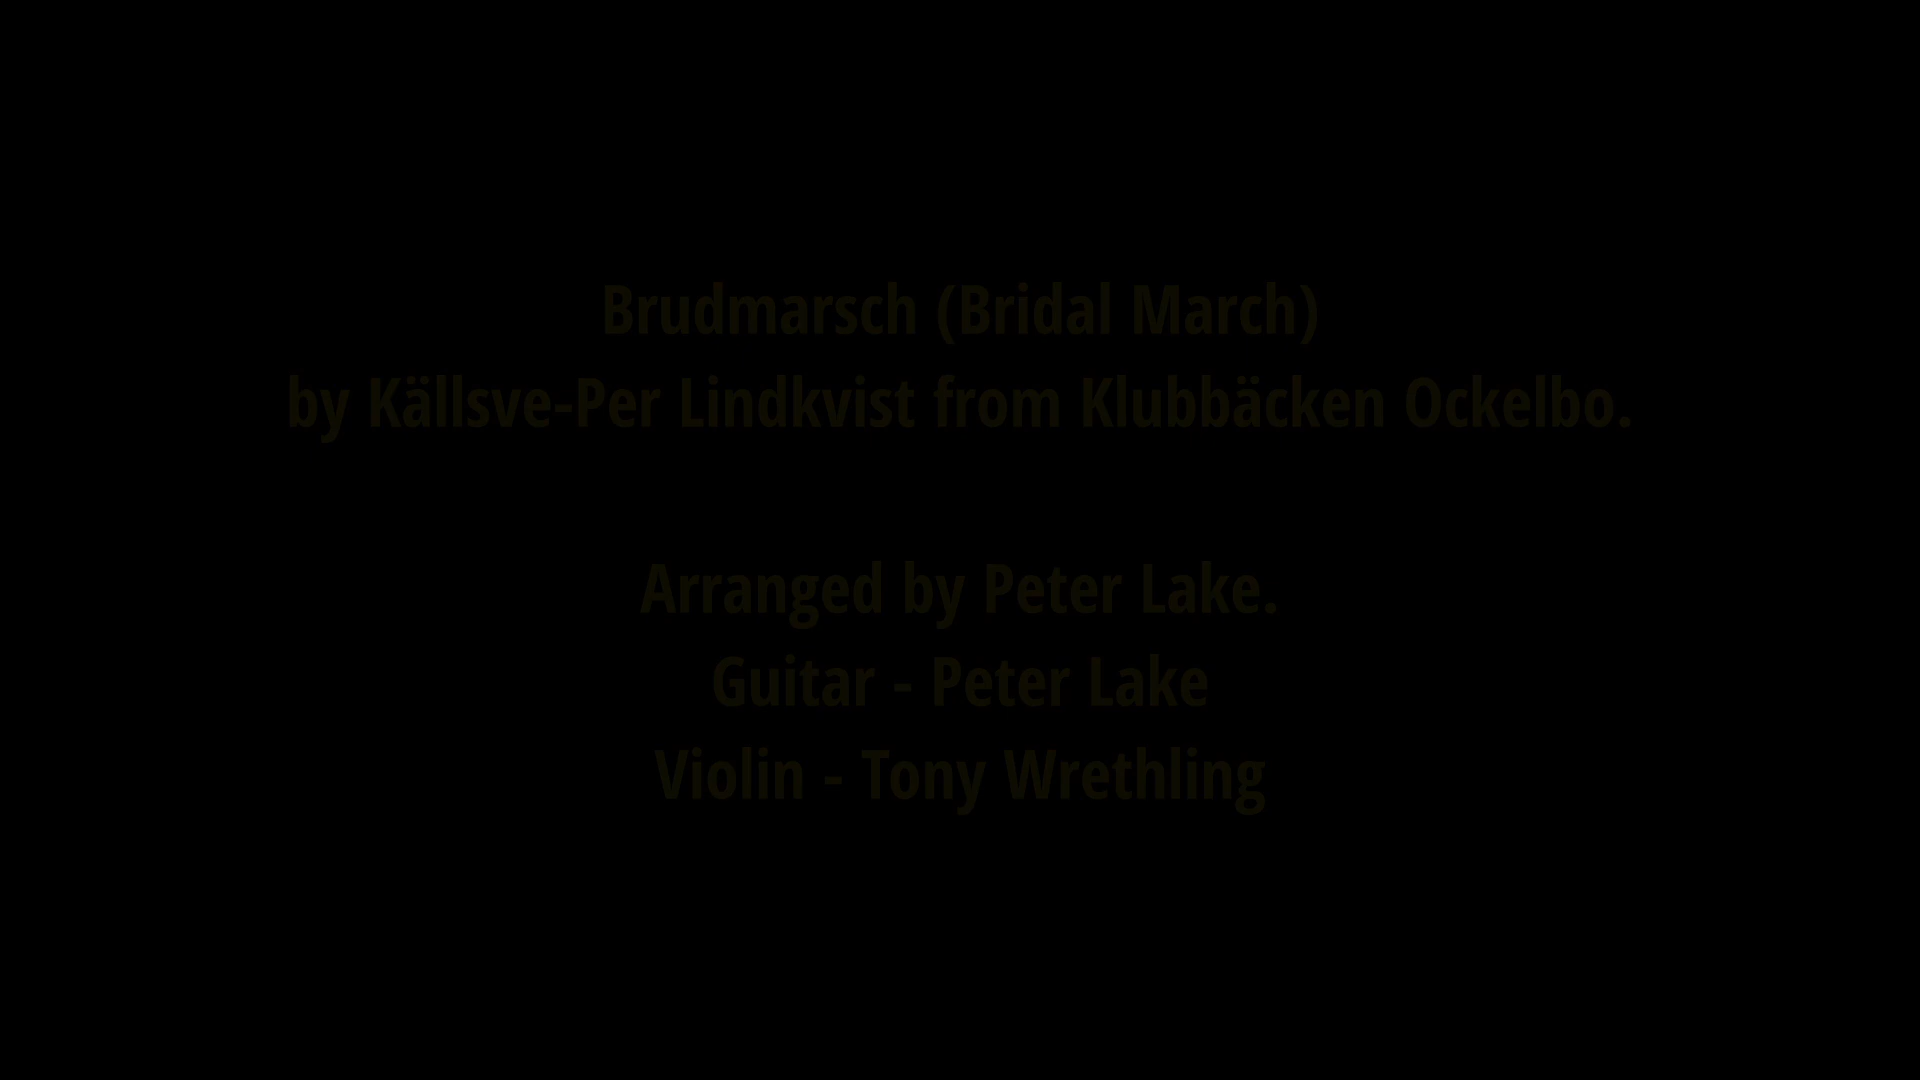 Brudmarsch (Bridal March)
by Källsve-Per Lindkvist from Klubbäcken Ockelbo.
Arranged by Peter Lake.
Guitar - Peter Lake
Violin - Tony Wrethling